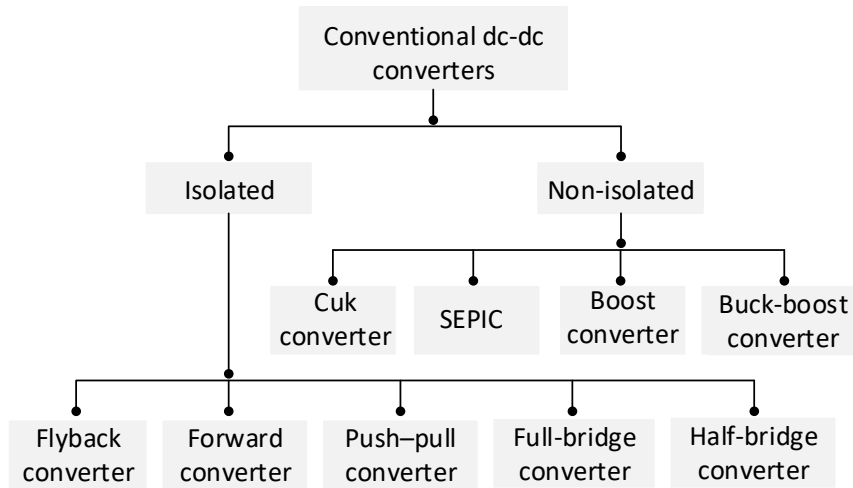 Conventional dc-dc
converters
Isolated
Non-isolated
Cuk
converter
SEPIC
Boost
converter
Buck-boost
converter
Flyback
converter
Forward
converter
Push–pull
converter
Full-bridge
converter
Half-bridge
converter